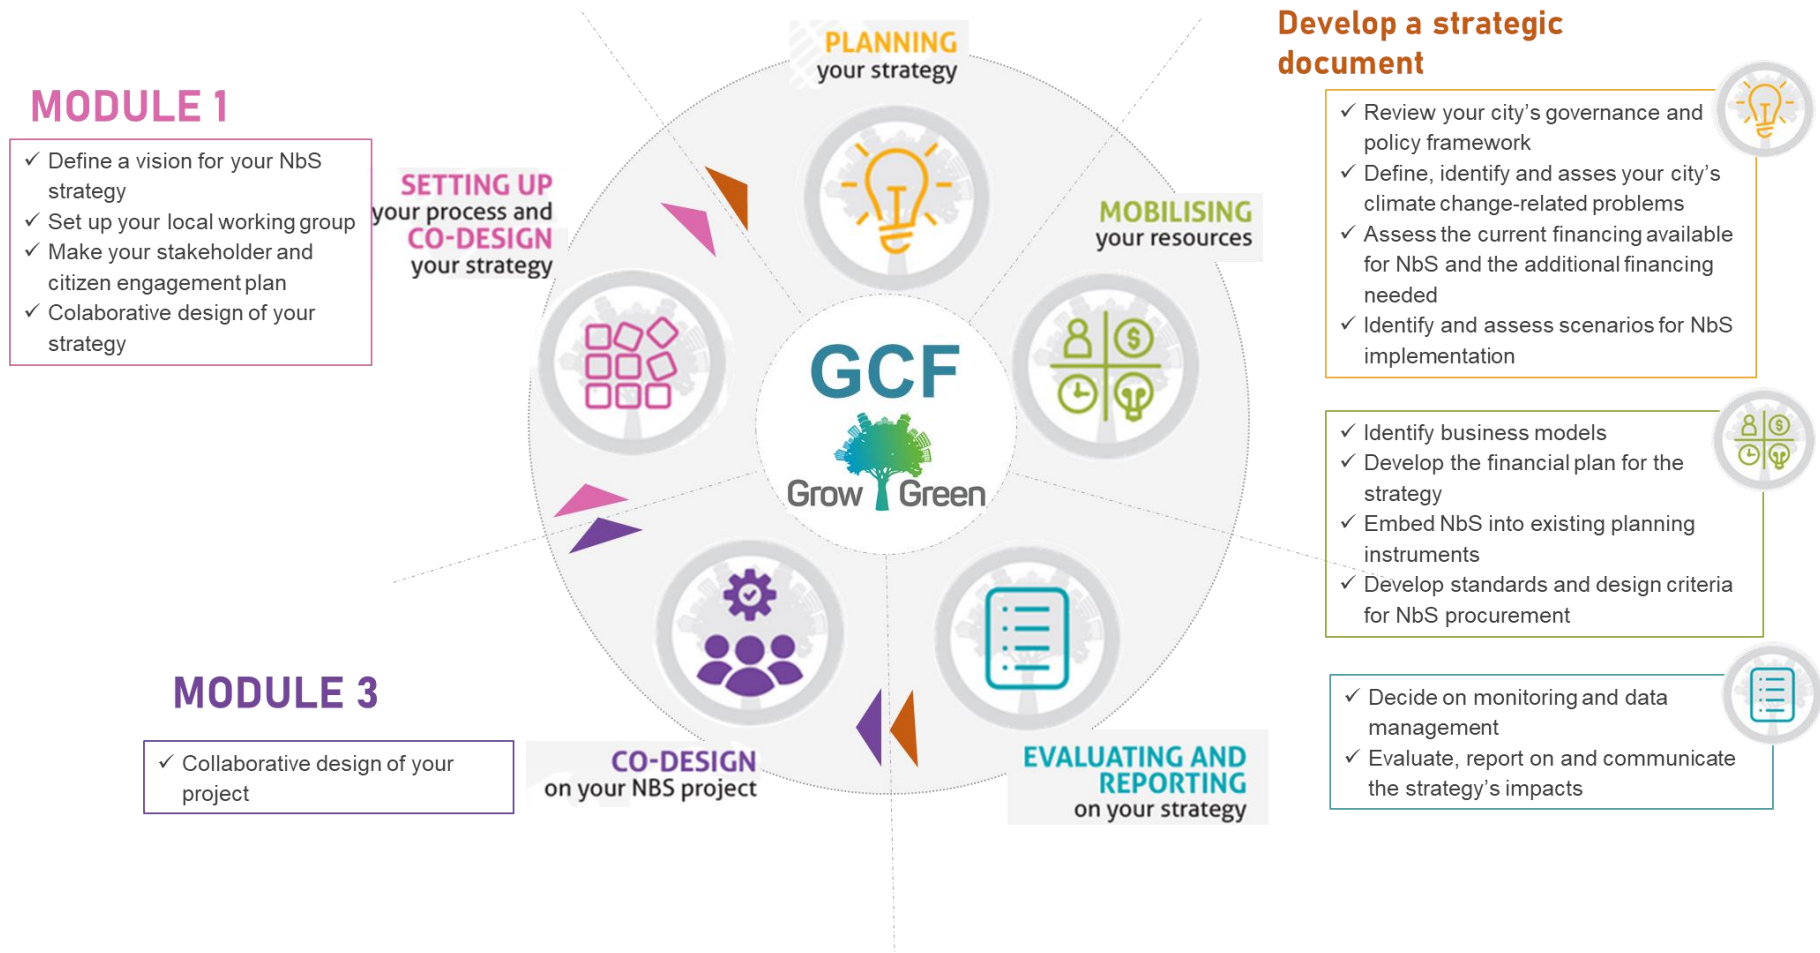 MODULE 1
✓ Define a vision for your NbS
strategy
✓ Set up your local working group
✓ Make your stakeholder and
citizen engagement plan
✓ Colaborative design of your
strategy
SETTING UP
your process and
CO-DESIGN
your strategy
PLANNING
your strategy
MOBILISING
your resources
GCF
Grow Green
MODULE 3
✓ Collaborative design of your
project
CO-DESIGN
on your NBS project
EVALUATING AND
REPORTING
on your strategy
Develop a strategic
document
✓ Review your city's governance and
policy framework
✓ Define, identify and asses your city's
climate change-related problems
✓ Assess the current financing available
for NbS and the additional financing
needed
✓ Identify and assess scenarios for NbS
implementation
✓ Identify business models
✓ Develop the financial plan for the
strategy
✓ Embed NbS into existing planning
instruments
✓ Develop standards and design criteria
for NbS procurement
✓ Decide on monitoring and data
management
✓ Evaluate, report on and communicate
the strategy's impacts